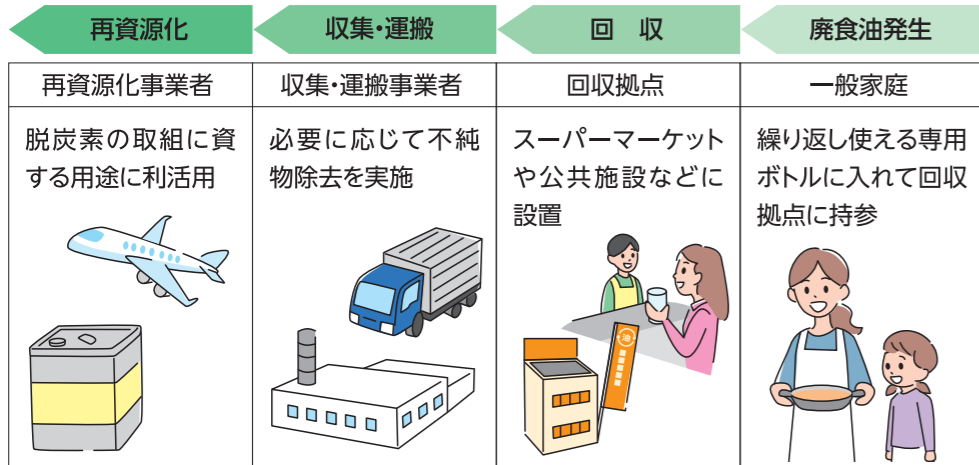 再資源化
収集・運搬
回 収
廃食油発生
再資源化事業者
収集・運搬事業者
回収拠点
一般家庭
脱炭素の取組に資
する用途に利活用
必要に応じて不純
物除去を実施
スーパーマーケット
や公共施設などに
設置
繰り返し使える専用
ボトルに入れて回収
拠点に持参
油